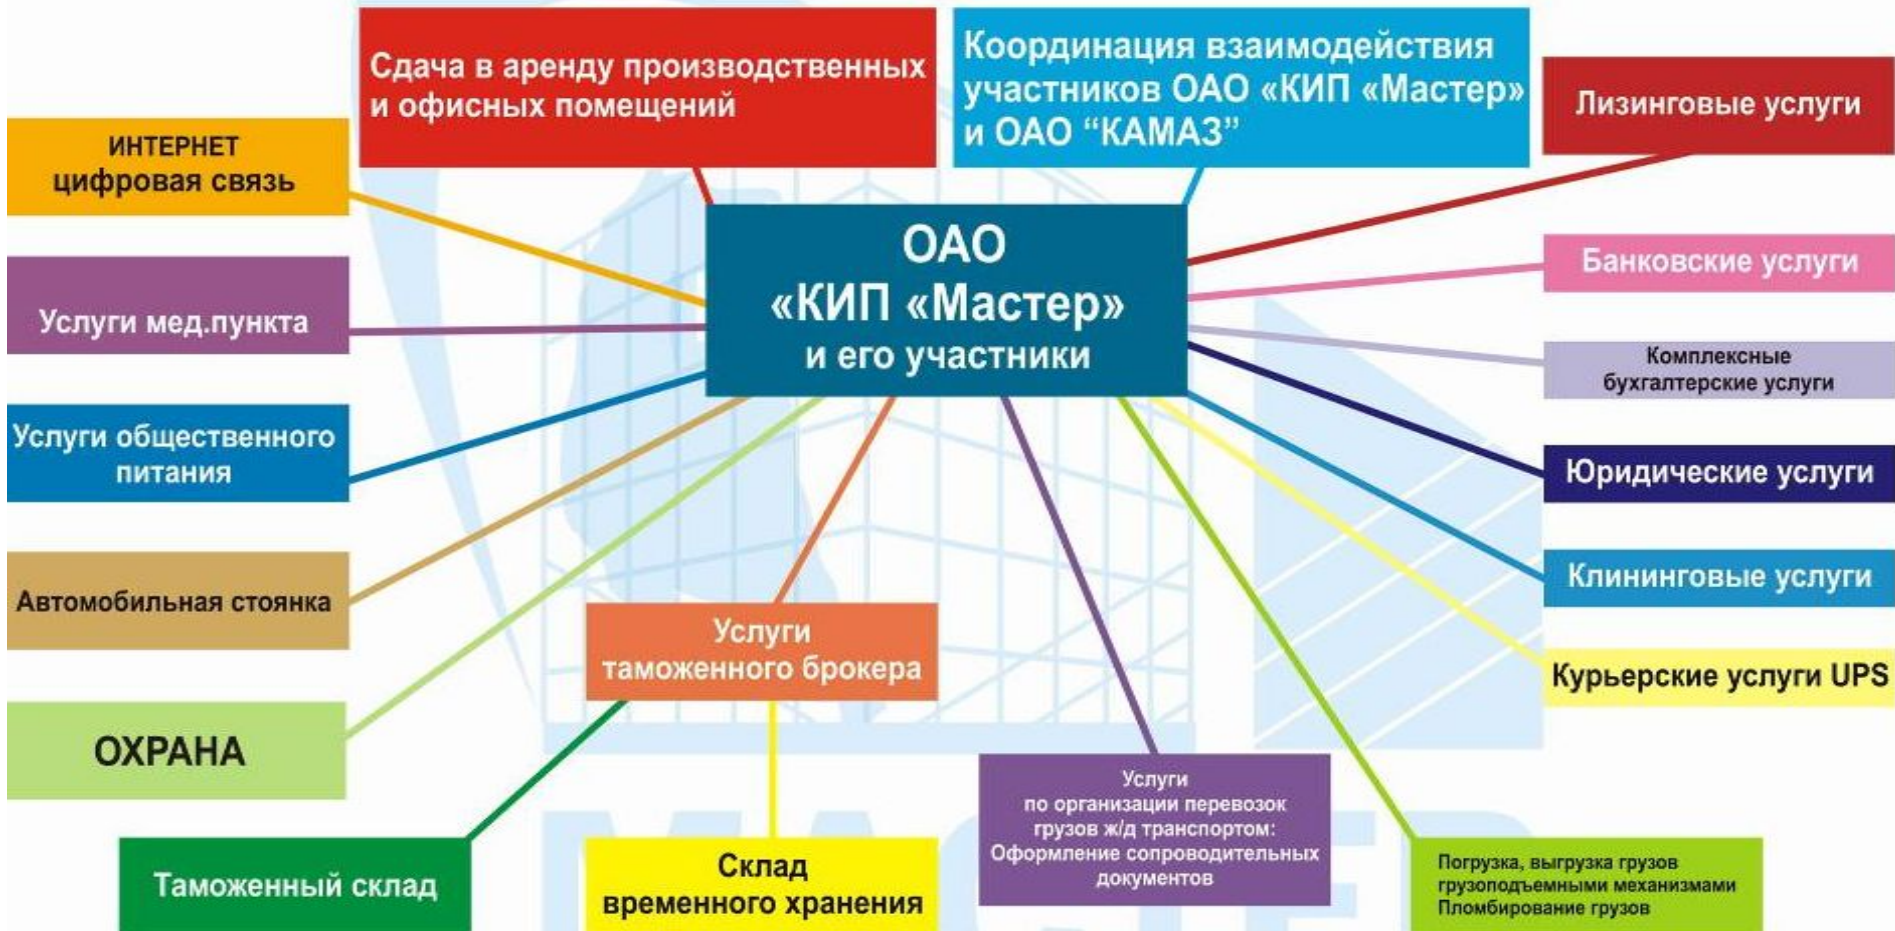 Сдача в аренду производственных
и офисных помещений
Координация взаимодействия
участников ОАО «КИП «Мастер»
и ОАО “КАМАЗ”
Лизинговые услуги
ИНТЕРНЕТ
цифровая связь
ОАО
«КИП «Мастер»
и его участники
Банковские услуги
Услуги мед.пункта
Комплексные
бухгалтерские услуги
Услуги общественного
питания
Юридические услуги
Автомобильная стоянка
Клининговые услуги
Услуги
таможенного брокера
Курьерские услуги UPS
ОХРАНА
Услуги
по организации перевозок
грузов ж/д транспортом:
Оформление сопроводительных
документов
Таможенный склад
Склад
временного хранения
Погрузка, выгрузка грузов
грузоподъемными механизмами
Пломбирование грузов
MASTER